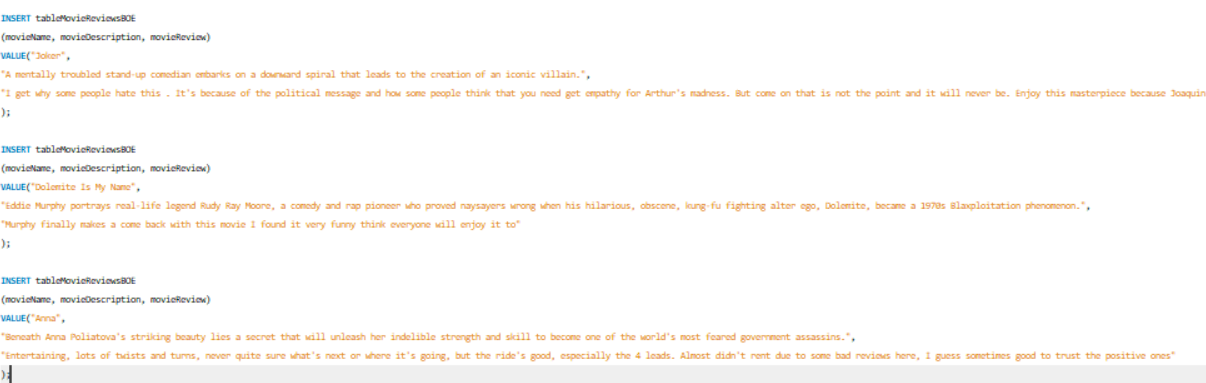 INSERT tableMovieReviewsBOE
(movieName, movieDescription, movieReview)
VALUE("Joker",
"A mentally troubled stand-up comedian embarks on a downward spiral that leads to the creation of an iconic villain.",
"I get why some people hate this . It's because of the political message and how some people think that you need get empathy for Arthur's madness. But come on that is not the point and it will never be. Enjoy this masterpiece because Joaquin
);
INSERT tableMovieReviewsBOE
(movieName, movieDescription, movieReview)
VALUE("Dolemite Is My Name",
"Eddie Murphy portrays real-life legend Rudy Ray Moore, a comedy and rap pioneer who proved naysayers wrong when his hilarious, obscene, kung-fu fighting alter ego, Dolemite, became a 1970s Blaxploitation phenomenon.",
"Murphy finally makes a come back with this movie I found it very funny think everyone will enjoy it to"
);
INSERT tableMovieReviewsBOE
(movieName, movieDescription, movieReview)
VALUE("Anna",
"Beneath Anna Poliatova's striking beauty lies a secret that will unleash her indelible strength and skill to become one of the world's most feared government assassins.",
"Entertaining, lots of twists and turns, never quite sure what's next or where it's going, but the ride's good, especially the 4 leads. Almost didn't rent due to some bad reviews here, I guess sometimes good to trust the positive ones"
);